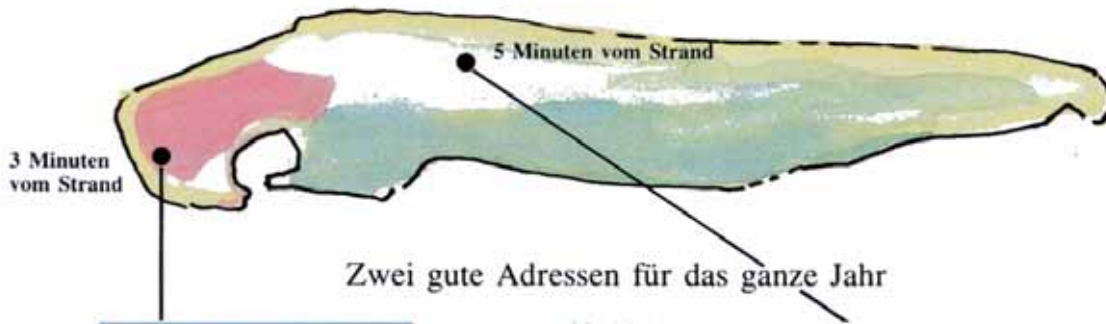 5 Minuten vom Strand
3 Minuten
vom Strand
Zwei gute Adressen für das ganze Jahr